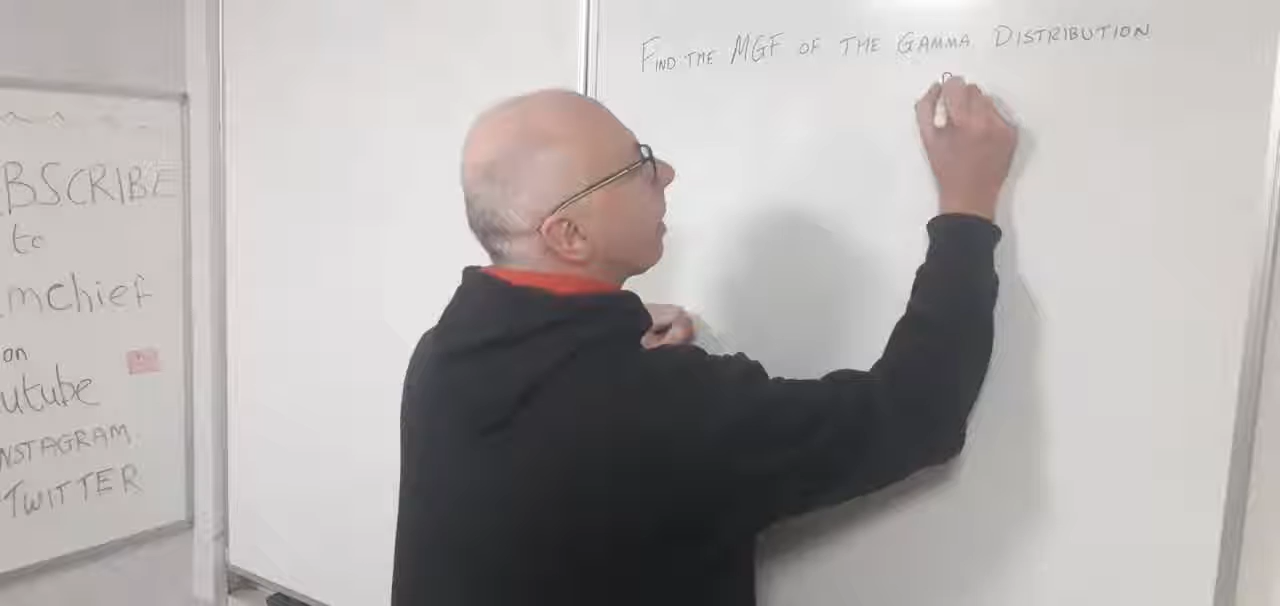 BSCRIBE
to
mchief
on
utube
NSTAGRAM
TWITTER
FIND THE MGF OF THE GAMMA DISTRIBUTION